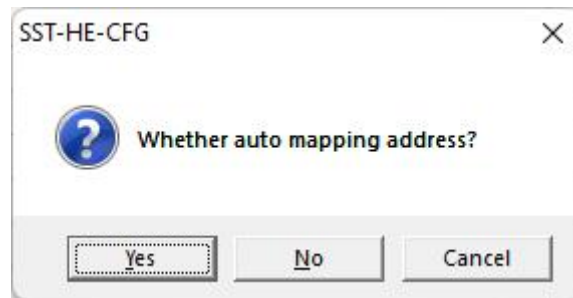 SST-HE-CFG
Whether auto mapping address?
Yes
No
Cancel